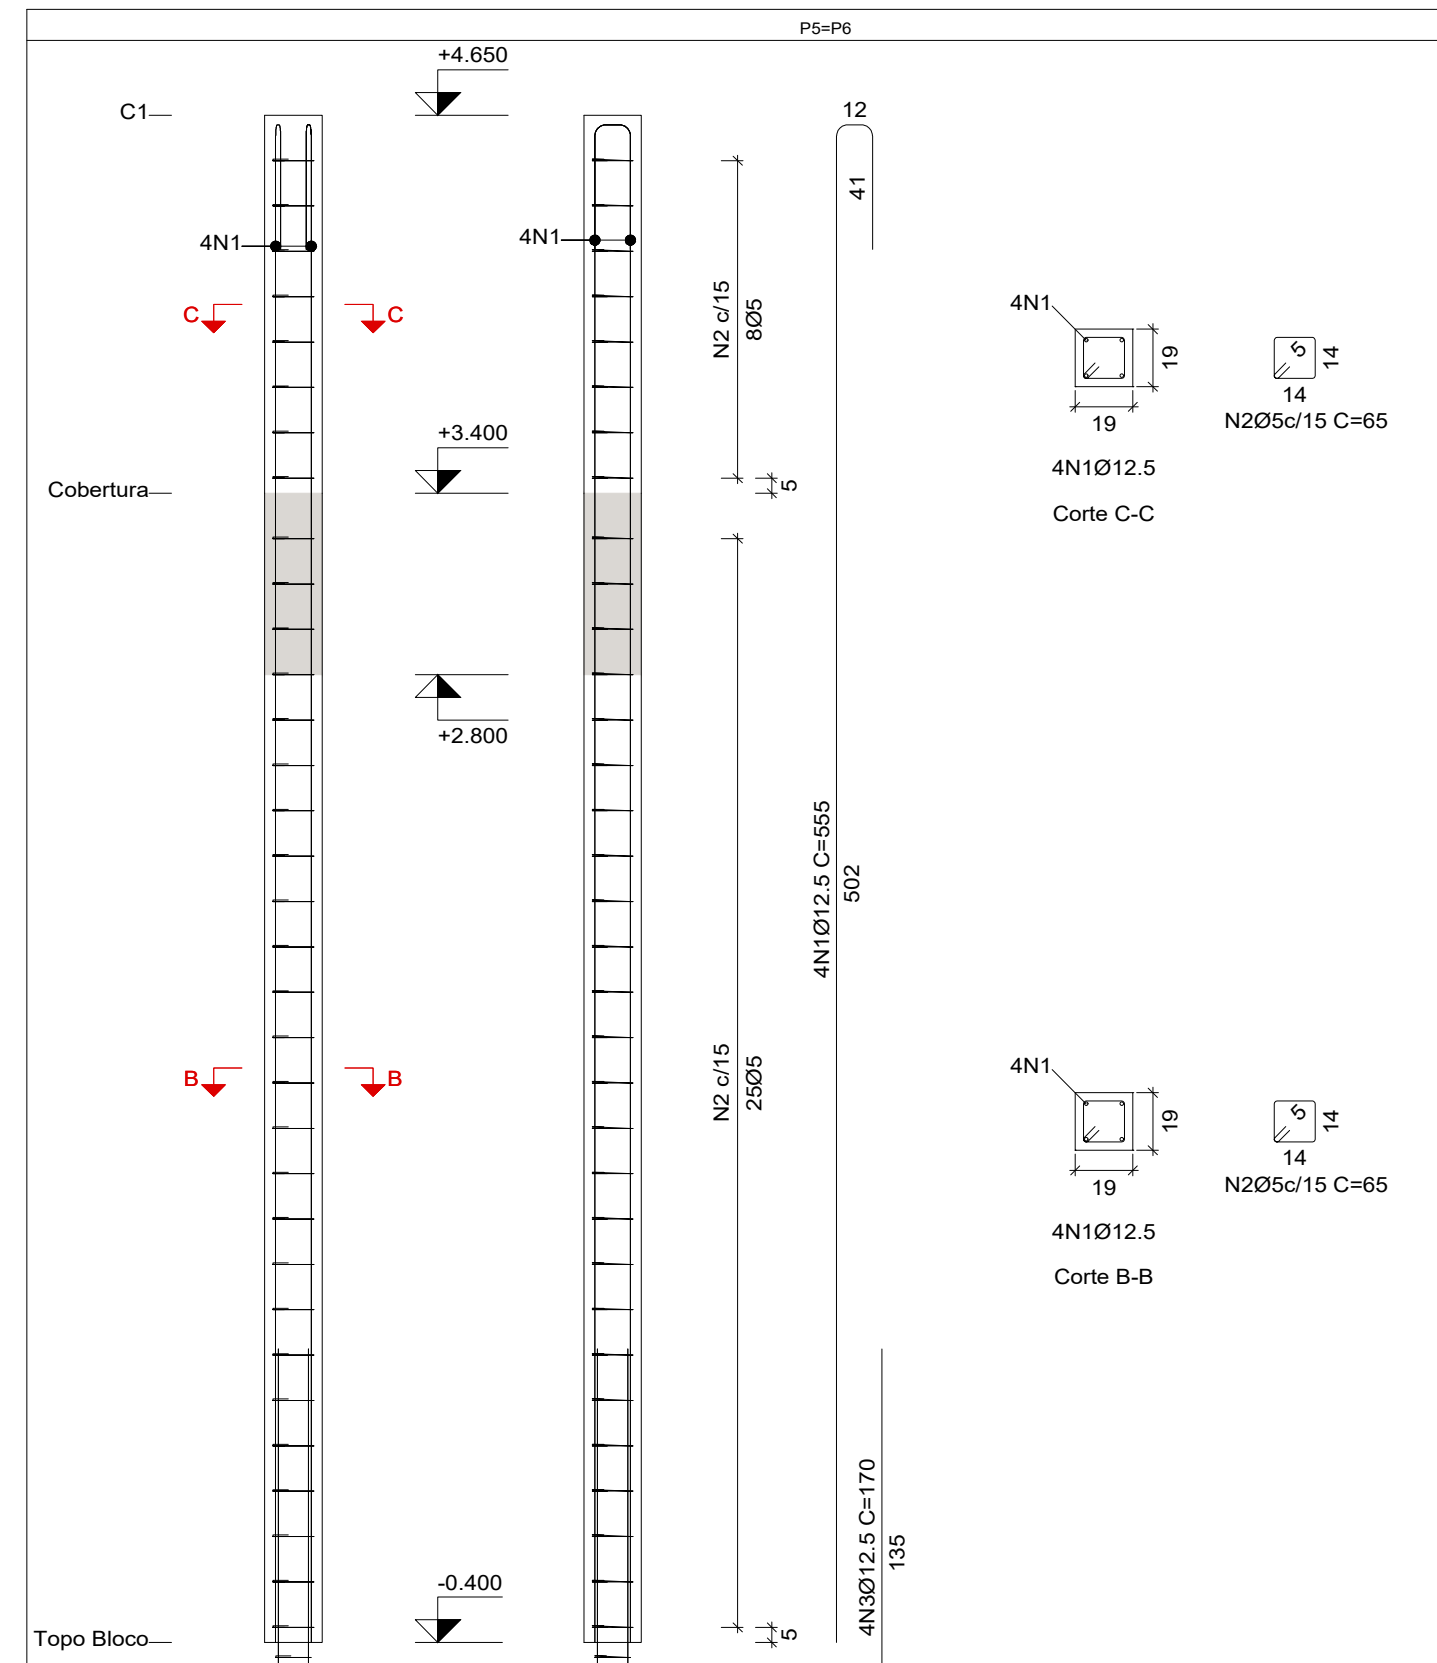 P5=P6
+4.650
C1
12
41
4N1
4N1
N2 c/15
8Ø5
C
C
4N1
19
19
4N1Ø12.5
Corte C-C
5
14
14
N2Ø5c/15 C=65
+3.400
Cobertura
5
+2.800
4N1Ø12.5 C=555
502
N2 c/15
25Ø5
B
B
4N1
19
19
4N1Ø12.5
Corte B-B
5
14
14
N2Ø5c/15 C=65
4N3Ø12.5 C=170
135
-0.400
Topo Bloco
5